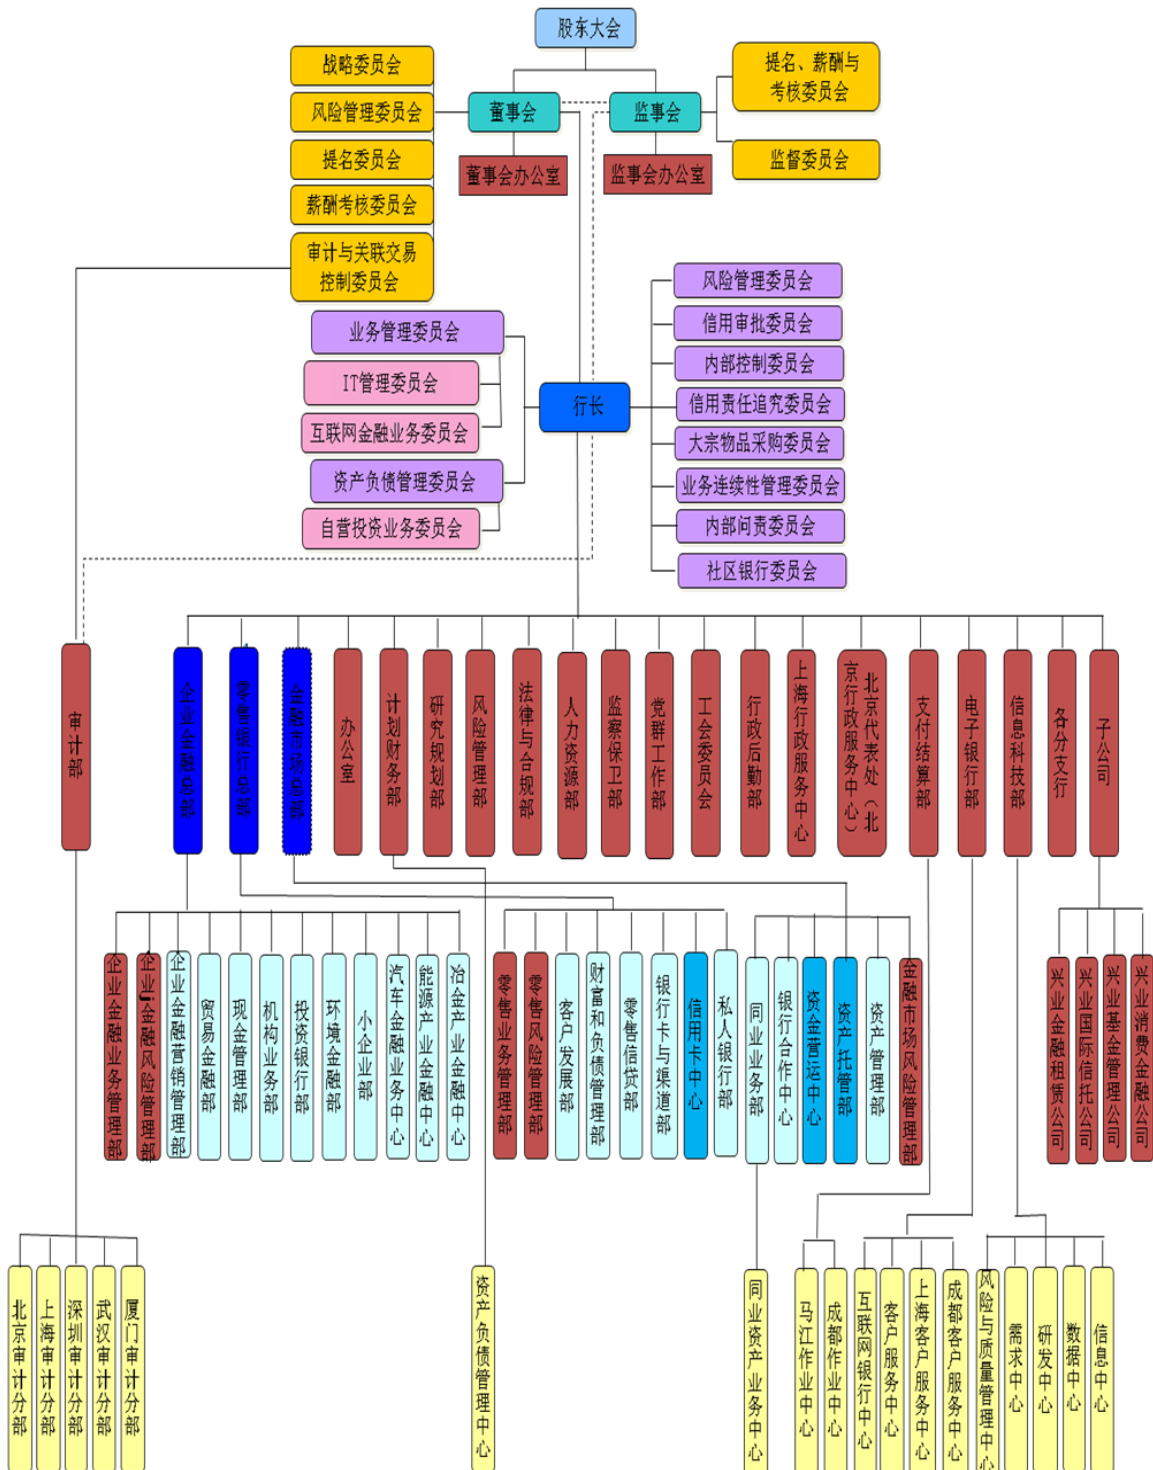 股东大会
董事会
监事会
董事会办公室
监事会办公室
战略委员会
风险管理委员会
提名委员会
薪酬考核委员会
审计与关联交易
控制委员会
提名、薪酬与
考核委员会
监督委员会
业务管理委员会
IT管理委员会
互联网金融业务委员会
资产负债管理委员会
自营投资业务委员会
行长
风险管理委员会
信用审批委员会
内部控制委员会
信用责任追究委员会
大宗物品采购委员会
业务连续性管理委员会
内部问责委员会
社区银行委员会
审计部
企业金融总部
零售银行总部
金融市场总部
办公室
计划财务部
研究规划部
风险管理部
法律与合规部
人力资源部
监察保卫部
党群工作部
工会委员会
行政后勤部
上海行政服务中心
北京代表处（北
京行政服务中心）
支付结算部
电子银行部
信息科技部
各分支行
子公司
企业金融业务管理部
企业j金融风险管理部
企业金融营销管理部
贸易金融部
现金管理部
机构业务部
投资银行部
环境金融部
小企业部
汽车金融业务中心
能源产业金融中心
冶金产业金融中心
零售业务管理部
零售风险管理部
客户发展部
财富和负债管理部
零售信贷部
银行卡与渠道部
信用卡中心
私人银行部
同业业务部
银行合作中心
资金营运中心
资产托管部
资产管理部
金融市场风险管理部
兴业金融租赁公司
兴业国际信托公司
兴业基金管理公司
兴业消费金融公司
北京审计分部
上海审计分部
深圳审计分部
武汉审计分部
厦门审计分部
资产负债管理中心
同业资产业务中心
马江作业中心
成都作业中心
互联网银行中心
客户服务中心
上海客户服务中心
成都客户服务中心
风险与质量管理中心
需求中心
研发中心
数据中心
信息中心